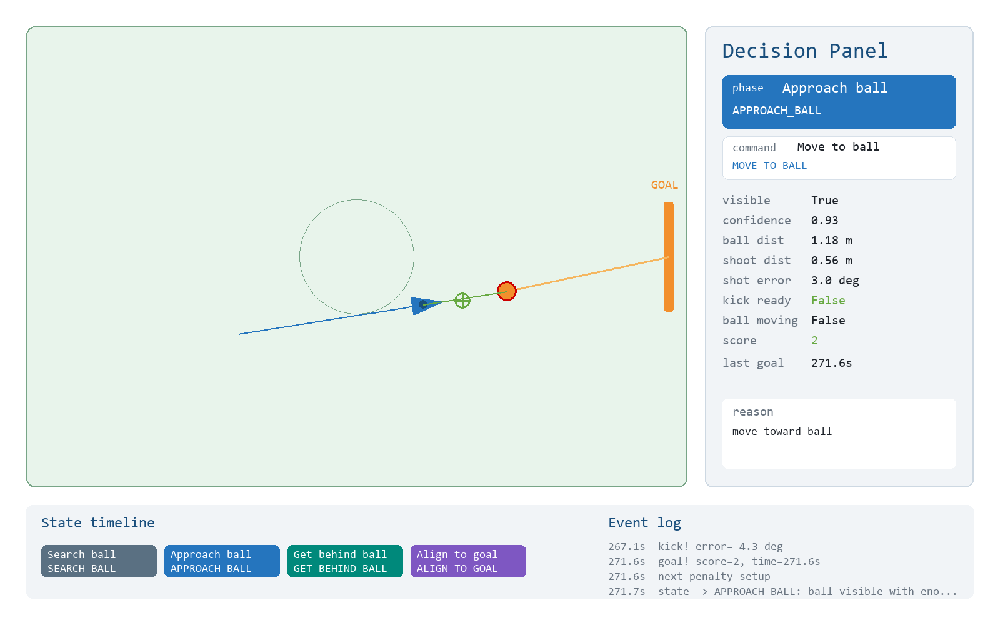 GOAL
Decision Panel
phase Approach ball
APPROACH_BALL
command Move to ball
MOVE_TO_BALL
visible True
confidence 0.93
ball dist 1.18 m
shoot dist 0.56 m
shot error 3.0 deg
kick ready False
ball moving False
score 2
last goal 271.6s
reason
move toward ball
State timeline
Search ball
SEARCH_BALL
Approach ball
APPROACH_BALL
Get behind ball
GET_BEHIND_BALL
Align to goal
ALIGN_TO_GOAL
Event log
267.1s kick! error=-4.3 deg
271.6s goal! score=2, time=271.6s
271.6s next penalty setup
271.7s state -> APPROACH_BALL: ball visible with eno...